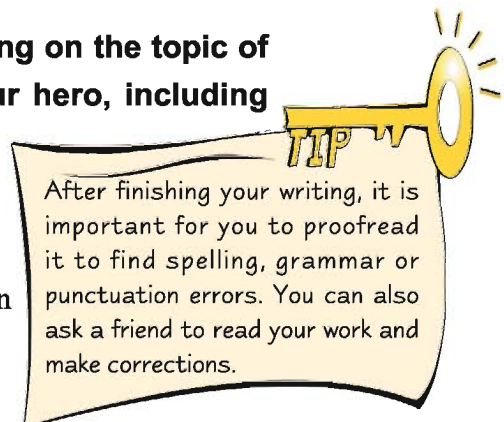 ng on the topic of
ur hero, including
TIP
After finishing your writing, it is
important for you to proofread
it to find spelling, grammar or
n
punctuation errors. You can also
ask a friend to read your work and
make corrections.